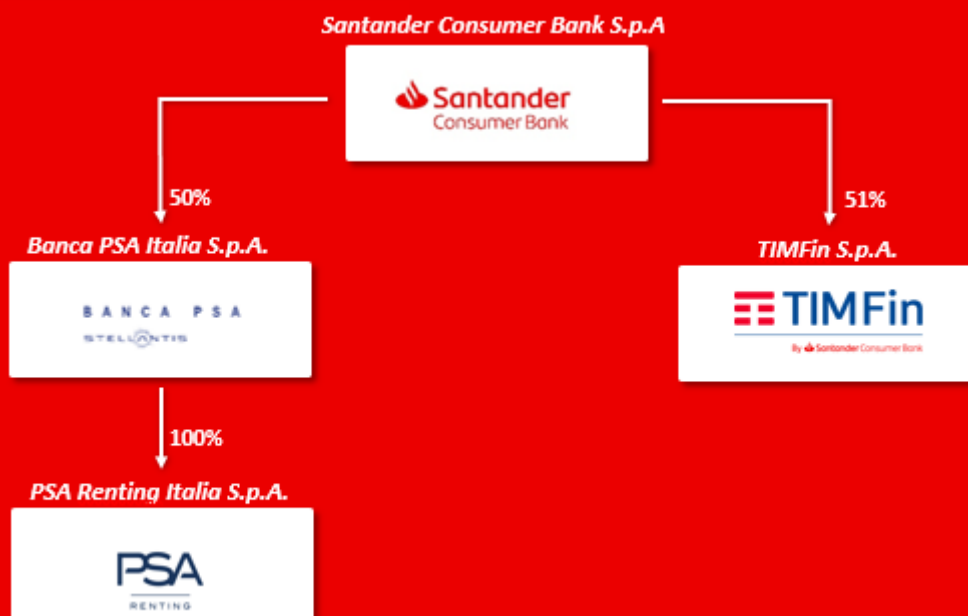 Santander Consumer Bank S.p.A
Santander
Consumer Bank
50%
51%
Banca PSA Italia S.p.A.
TIMFin S.p.A.
BANCA PSA
STELLANTIS
TIMFin
By Santander Consumer Bank
100%
PSA Renting Italia S.p.A.
PSA
RENTING